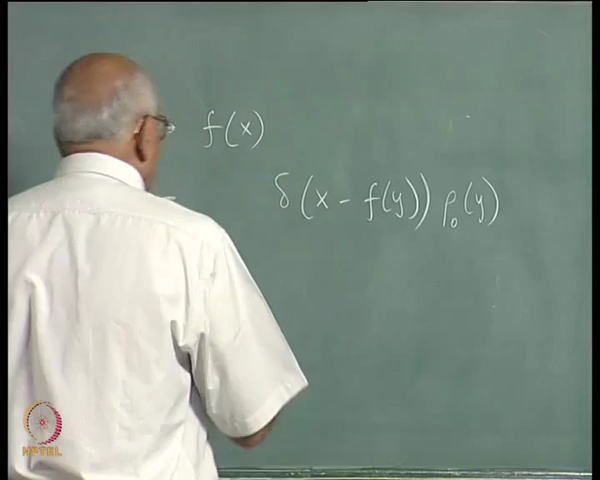 f(x)
δ(x - f(y)) ρ₀(y)
NPTEL